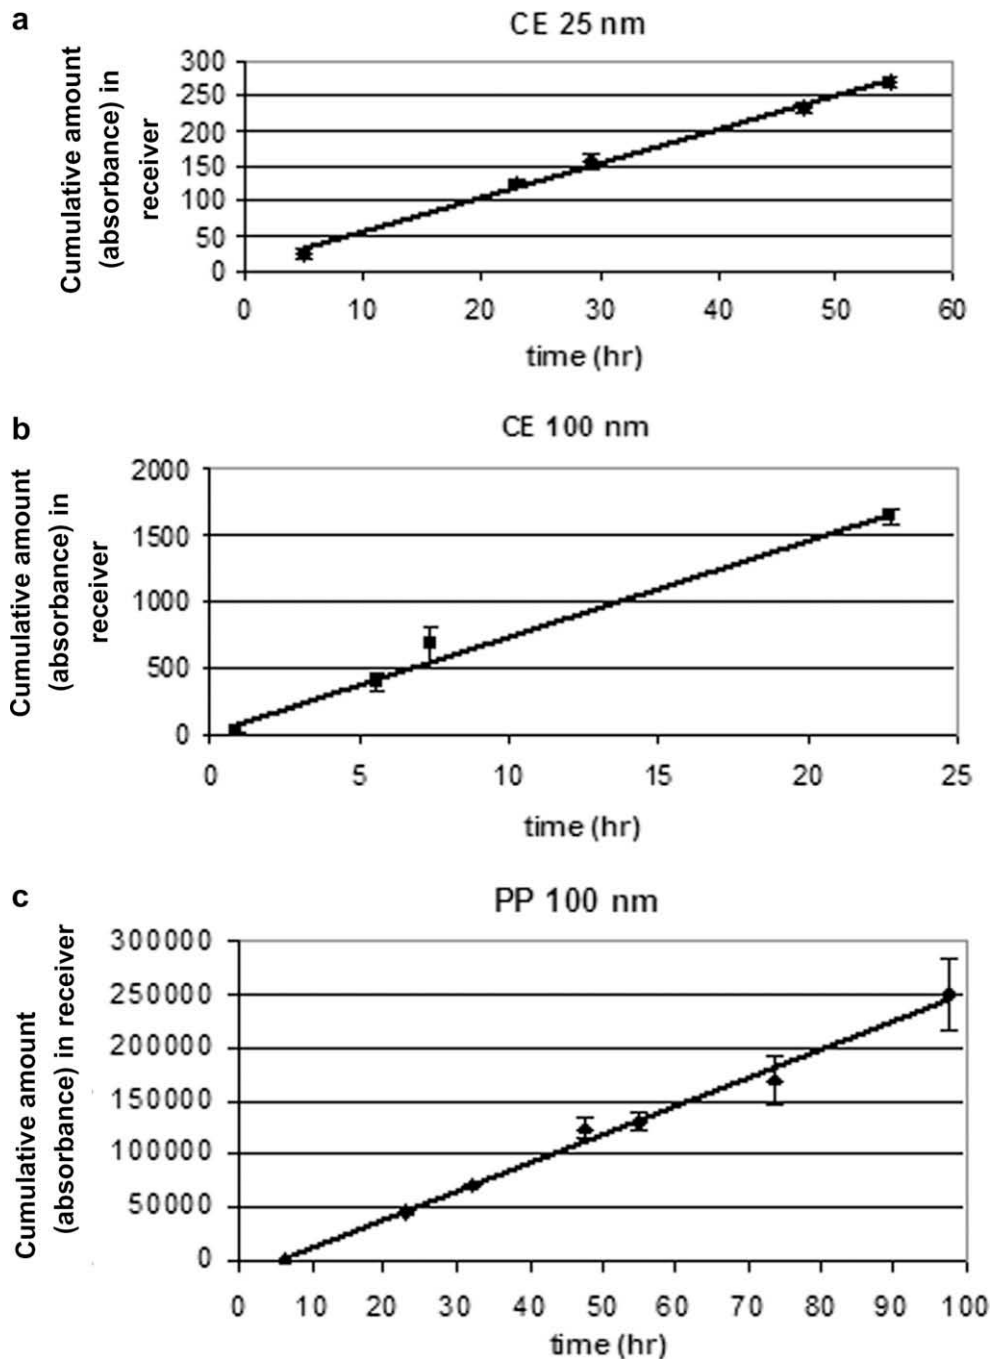 a
CE 25 nm
Cumulative amount
(absorbance) in
receiver
300
250
200
150
100
50
0
0 10 20 30 40 50 60
time (hr)
b
CE 100 nm
Cumulative amount
(absorbance) in
receiver
2000
1500
1000
500
0
0 5 10 15 20 25
time (hr)
c
PP 100 nm
Cumulative amount
(absorbance) in receiver
300000
250000
200000
150000
100000
50000
0
0 10 20 30 40 50 60 70 80 90 100
time (hr)